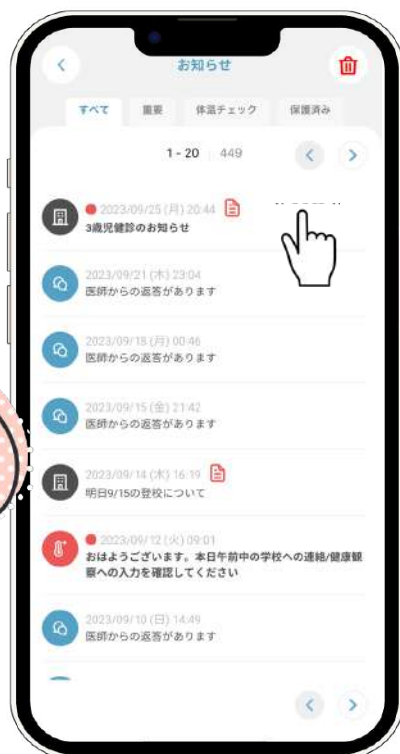 お知らせ
すべて 重要 体温チェック 保護済み
1 - 20 449
2023/09/25 (月) 20:44
3歳児健診のお知らせ
2023/09/21 (木) 23:04
医師からの返答があります
2023/09/18 (月) 00:46
医師からの返答があります
2023/09/15 (金) 21:42
医師からの返答があります
2023/09/14 (木) 16:19
明日9/15の登校について
2023/09/12 (火) 09:01
おはようございます。本日午前中の学校への連絡/健康観
察への入力を確認してください
2023/09/10 (日) 14:49
医師からの返答があります